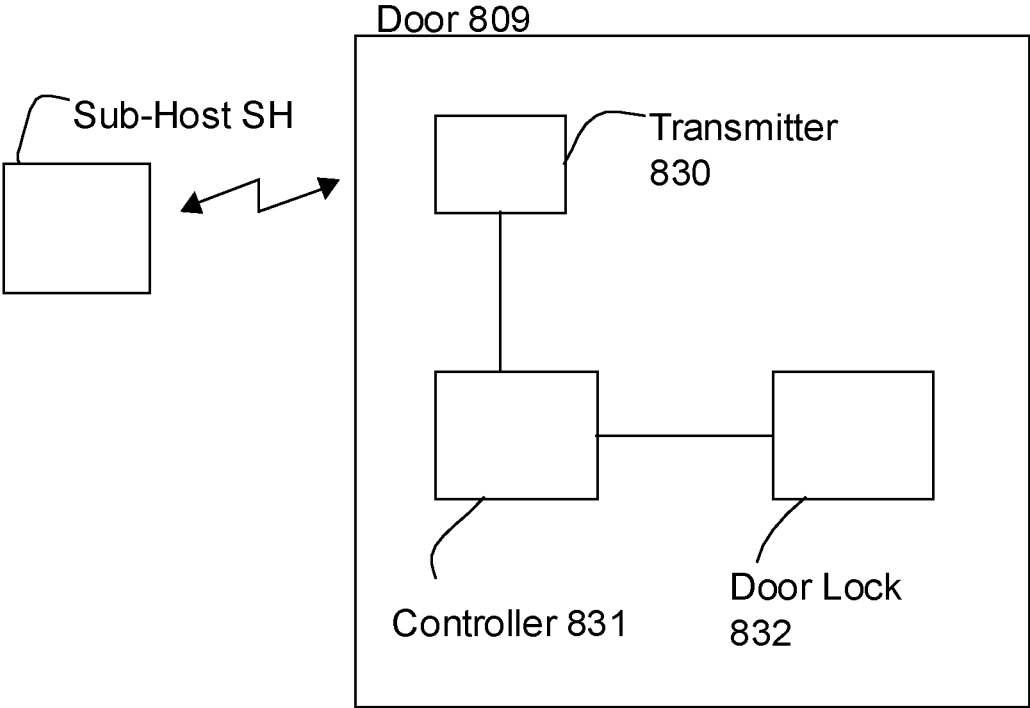 Door 809
Sub-Host SH
Transmitter
830
Controller 831
Door Lock
832